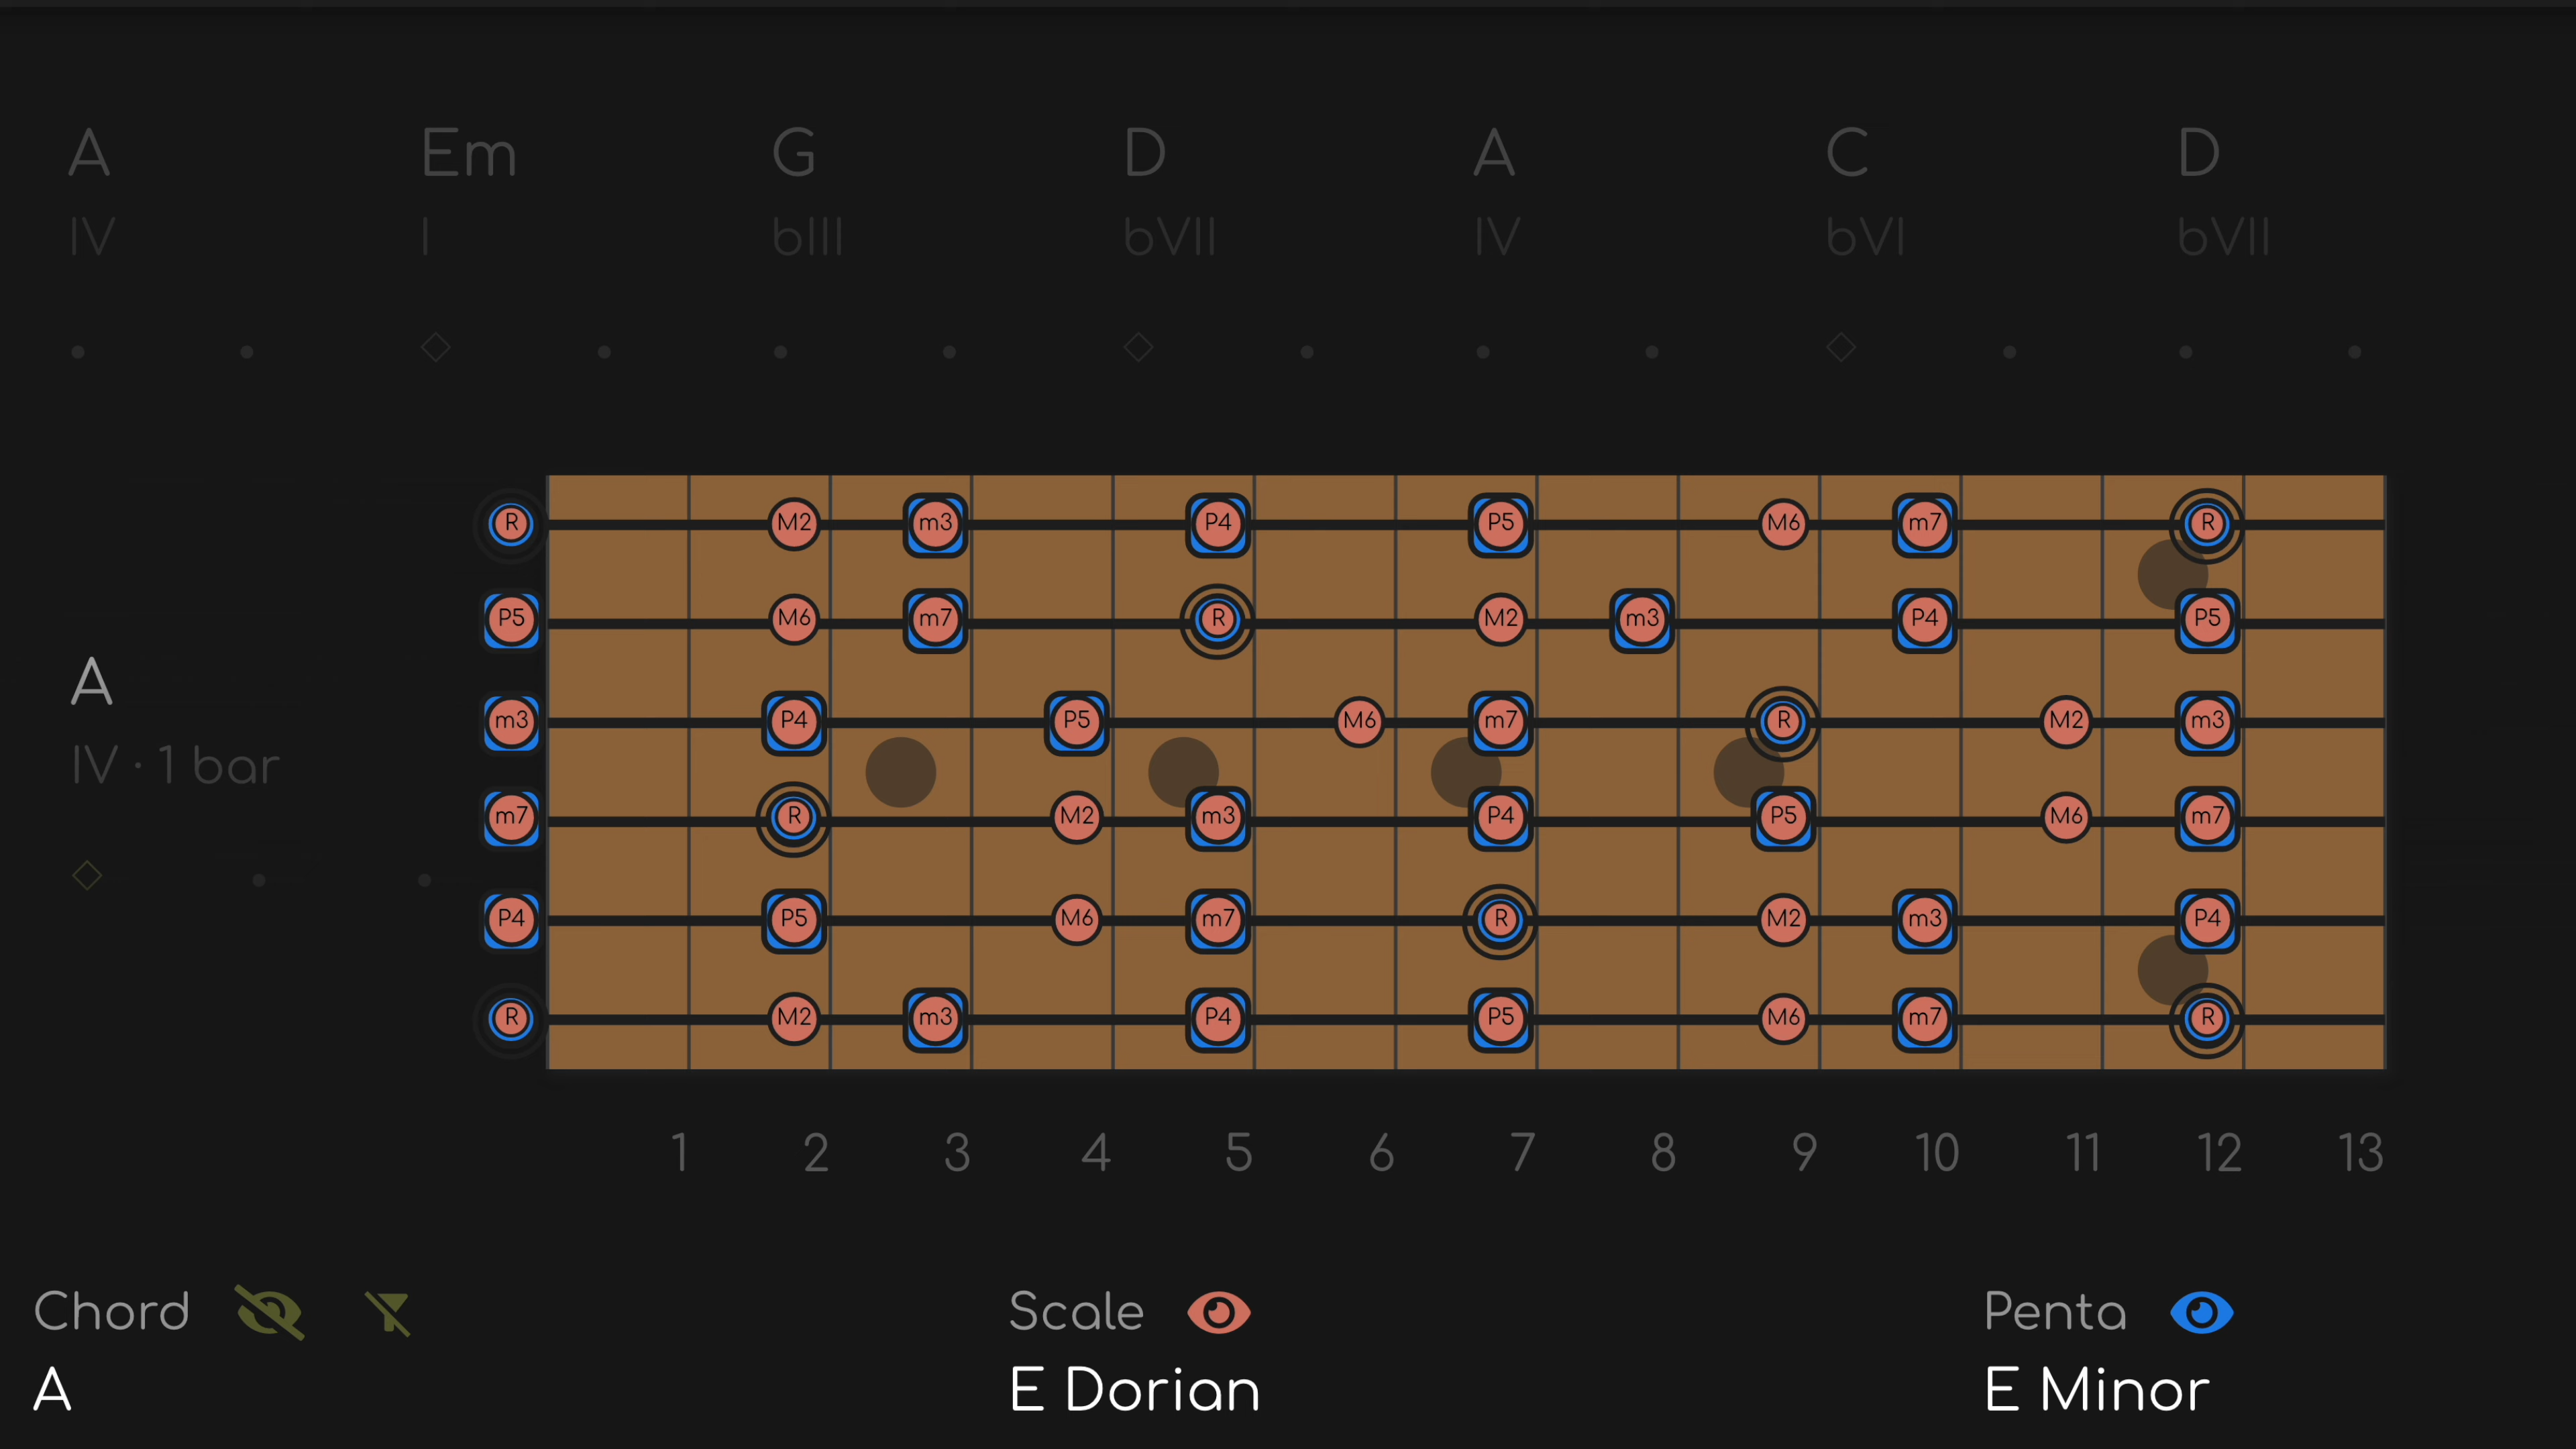 A Em G D A C D
IV I bIII bVII IV bVI bVII
R M2 m3 P4 P5 M6 m7 R
P5 M6 m7 R M2 m3 P4 P5
A
m3 P4 P5 M6 m7 R M2 m3
IV · 1 bar
m7 R M2 m3 P4 P5 M6 m7
P4 P5 M6 m7 R M2 m3 P4
R M2 m3 P4 P5 M6 m7 R
1 2 3 4 5 6 7 8 9 10 11 12 13
Chord Scale Penta
A E Dorian E Minor